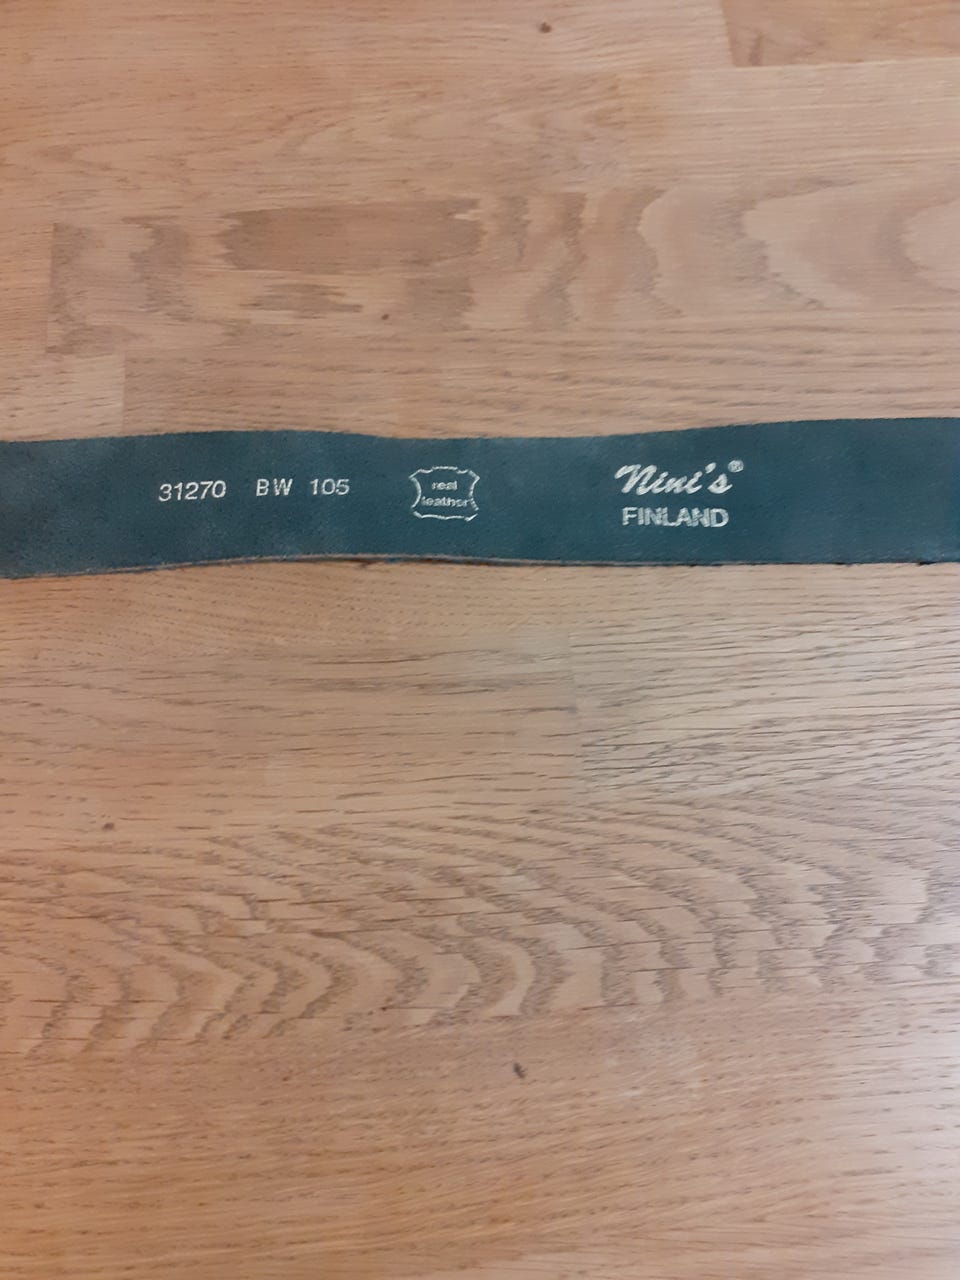 31270 BW 105
real
leather
Nini's®
FINLAND